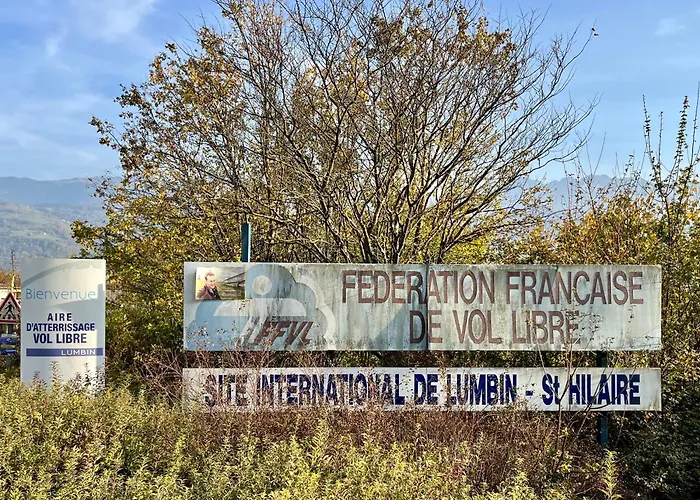 Bienvenue
AIRE
D'ATTERRISSAGE
VOL LIBRE
LUMBIN
FFVL
FEDERATION FRANCAISE
DE VOL LIBRE
SITE INTERNATIONAL DE LUMBIN - St HILAIRE